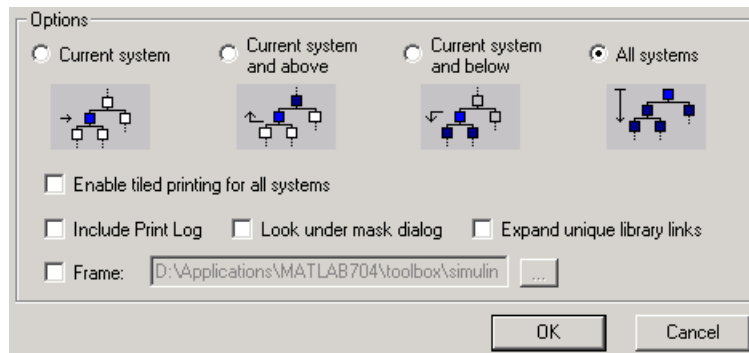 Options
Current system
Current system and above
Current system and below
All systems
Enable tiled printing for all systems
Include Print Log
Look under mask dialog
Expand unique library links
Frame:
D:\Applications\MATLAB704\toolbox\simulin
...
OK
Cancel